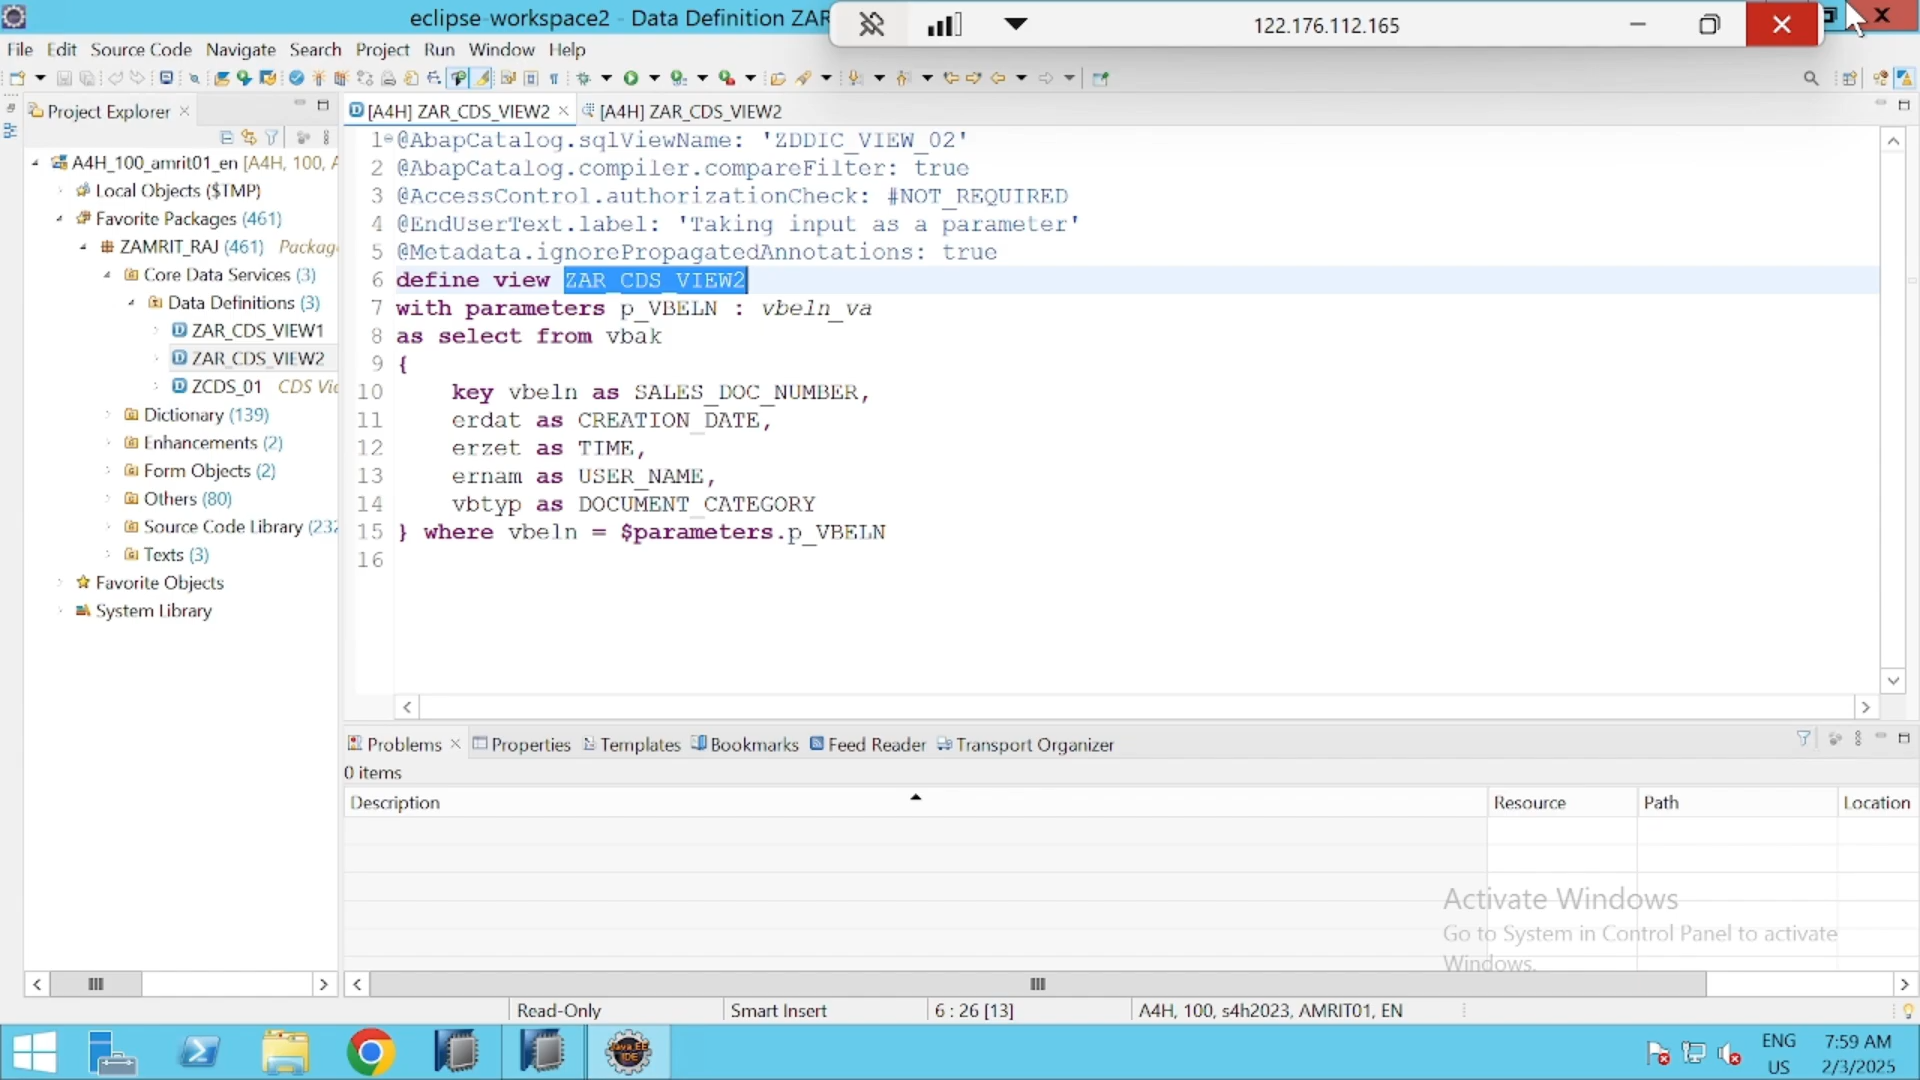 eclipse-workspace2 - Data Definition ZAR
122.176.112.165
File Edit Source Code Navigate Search Project Run Window Help
Project Explorer
[A4H] ZAR_CDS_VIEW2
[A4H] ZAR_CDS_VIEW2
A4H_100_amrit01_en [A4H, 100, A
Local Objects ($TMP)
Favorite Packages (461)
ZAMRIT_RAJ (461) Package
Core Data Services (3)
Data Definitions (3)
ZAR_CDS_VIEW1
ZAR_CDS_VIEW2
ZCDS_01 CDS Vie
Dictionary (139)
Enhancements (2)
Form Objects (2)
Others (80)
Source Code Library (232
Texts (3)
Favorite Objects
System Library
1 @AbapCatalog.sqlViewName: 'ZDDIC_VIEW_02'
2 @AbapCatalog.compiler.compareFilter: true
3 @AccessControl.authorizationCheck: #NOT_REQUIRED
4 @EndUserText.label: 'Taking input as a parameter'
5 @Metadata.ignorePropagatedAnnotations: true
6 define view ZAR_CDS_VIEW2
7 with parameters p_VBELN : vbeln_va
8 as select from vbak
9 {
10 key vbeln as SALES_DOC_NUMBER,
11 erdat as CREATION_DATE,
12 erzet as TIME,
13 ernam as USER_NAME,
14 vbtyp as DOCUMENT_CATEGORY
15 } where vbeln = $parameters.p_VBELN
16
Problems Properties Templates Bookmarks Feed Reader Transport Organizer
0 items
Description Resource Path Location
Activate Windows
Go to System in Control Panel to activate
Windows.
Read-Only Smart Insert 6 : 26 [13] A4H, 100, s4h2023, AMRIT01, EN
Java EE
IDE
ENG
US
7:59 AM
2/3/2025